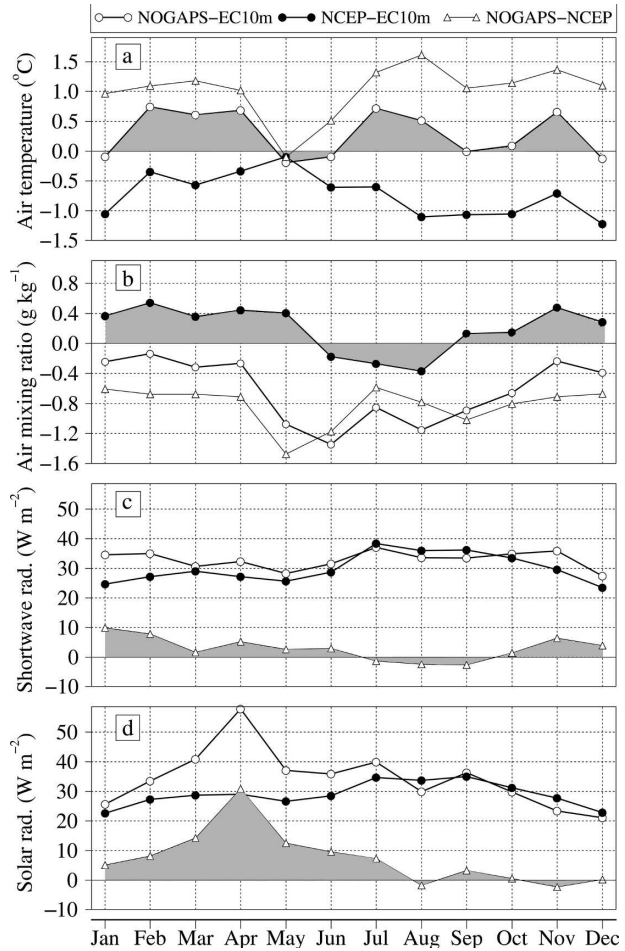 NOGAPS−EC10m NCEP−EC10m NOGAPS−NCEP
a
Air temperature (°C)
1.5
1.0
0.5
0.0
−0.5
−1.0
−1.5
b
Air mixing ratio (g kg⁻¹)
0.8
0.4
0.0
−0.4
−0.8
−1.2
−1.6
c
Shortwave rad. (W m⁻²)
50
40
30
20
10
0
−10
d
Solar rad. (W m⁻²)
50
40
30
20
10
0
−10
Jan Feb Mar Apr May Jun Jul Aug Sep Oct Nov Dec